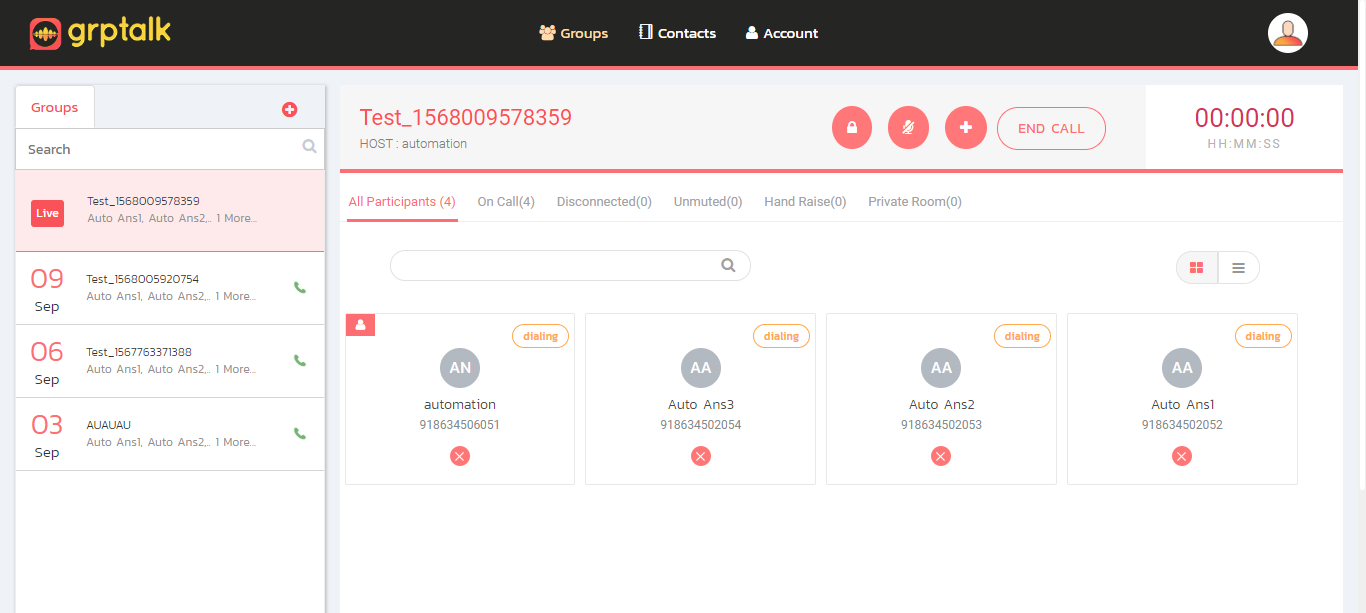 grptalk
Groups
Contacts
Account
Groups
Search
Live
Test_1568009578359
Auto Ans1, Auto Ans2,.. 1 More...
09
Sep
Test_1568005920754
Auto Ans1, Auto Ans2,.. 1 More...
06
Sep
Test_1567763371388
Auto Ans1, Auto Ans2,.. 1 More...
03
Sep
AUAUAU
Auto Ans1, Auto Ans2,.. 1 More...
Test_1568009578359
HOST : automation
END CALL
00:00:00
HH:MM:SS
All Participants (4)
On Call(4)
Disconnected(0)
Unmuted(0)
Hand Raise(0)
Private Room(0)
dialing
AN
automation
918634506051
dialing
AA
Auto Ans3
918634502054
dialing
AA
Auto Ans2
918634502053
dialing
AA
Auto Ans1
918634502052